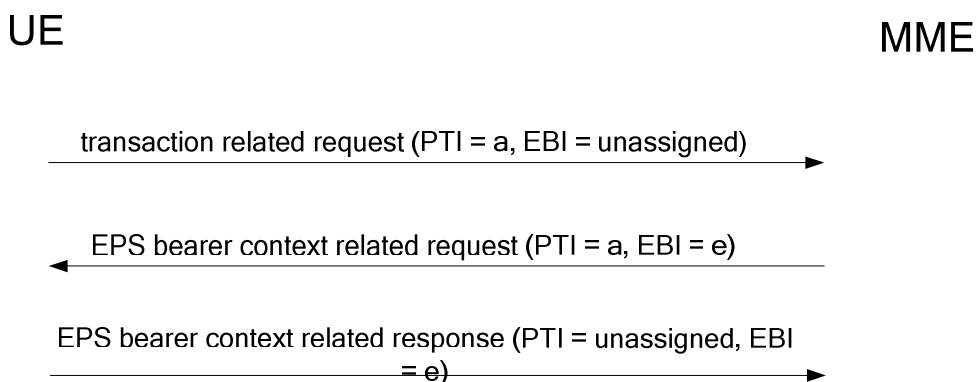 UE
MME
transaction related request (PTI = a, EBI = unassigned)
EPS bearer context related request (PTI = a, EBI = e)
EPS bearer context related response (PTI = unassigned, EBI
= e)